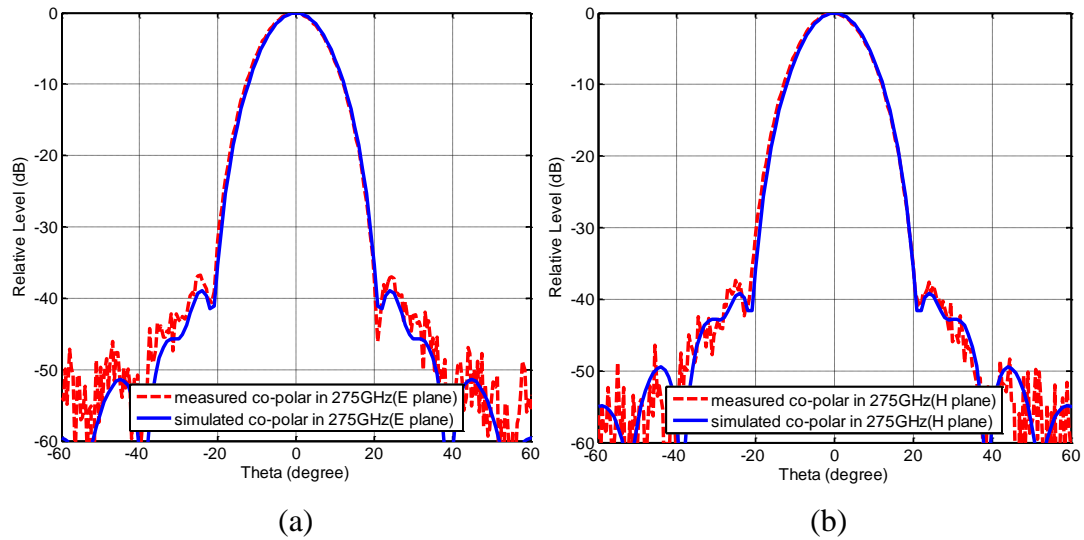 0
-10
-20
-30
-40
-50
-60
Relative Level (dB)
-60 -40 -20 0 20 40 60
Theta (degree)
measured co-polar in 275GHz(E plane)
simulated co-polar in 275GHz(E plane)
(a)
0
-10
-20
-30
-40
-50
-60
Relative Level (dB)
-60 -40 -20 0 20 40 60
Theta (degree)
measured co-polar in 275GHz(H plane)
simulated co-polar in 275GHz(H plane)
(b)